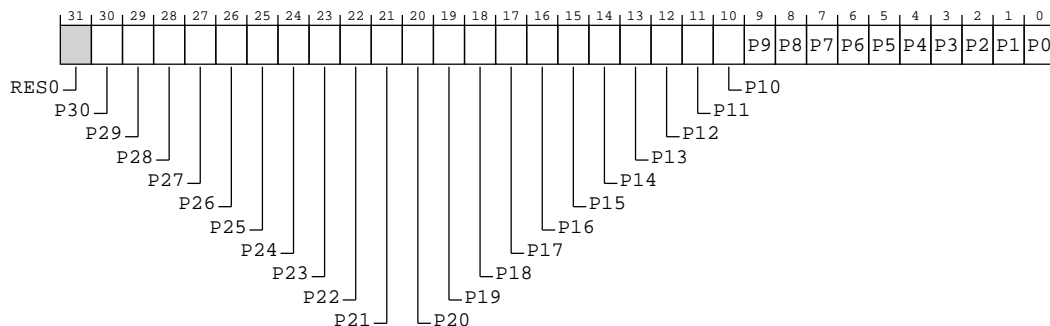 31 30 29 28 27 26 25 24 23 22 21 20 19 18 17 16 15 14 13 12 11 10 9 8 7 6 5 4 3 2 1 0
P9 P8 P7 P6 P5 P4 P3 P2 P1 P0
RES0 P10
P30 P11
P29 P12
P28 P13
P27 P14
P26 P15
P25 P16
P24 P17
P23 P18
P22 P19
P21 P20